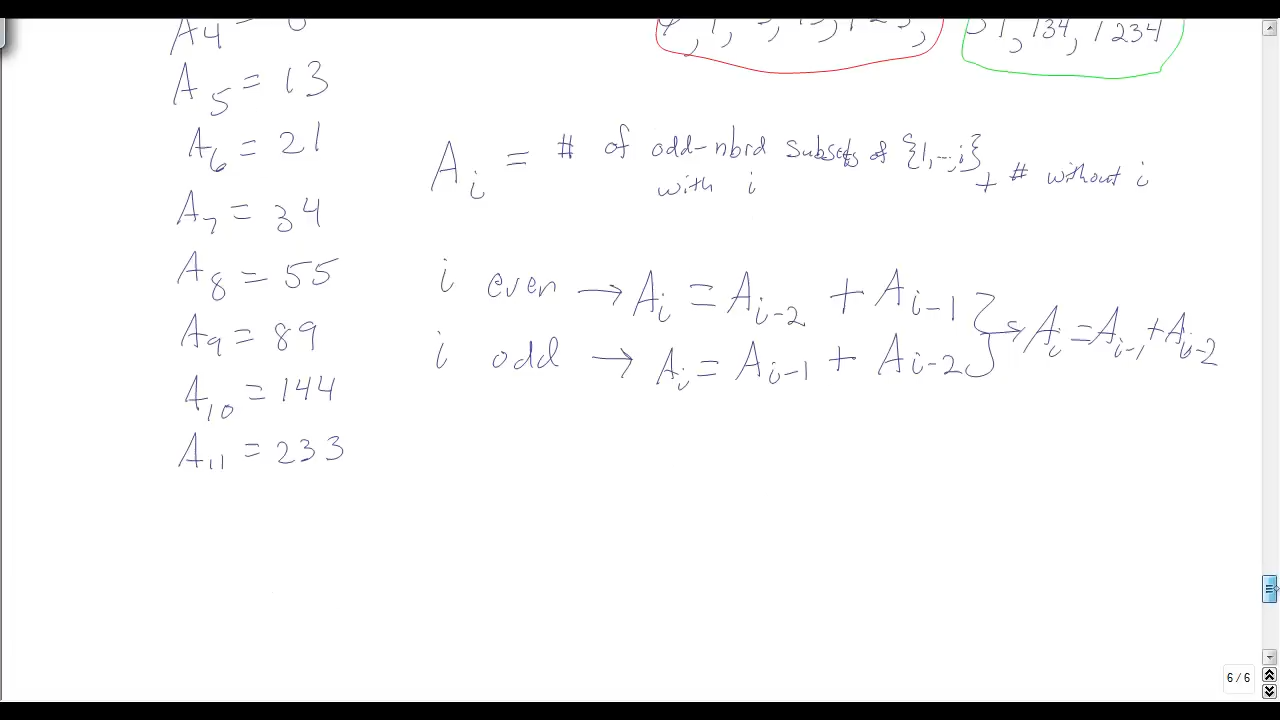 A4 =
A5 = 13
A6 = 21
A7 = 34
A8 = 55
A9 = 89
A10 = 144
A11 = 233
134, 1234
Ai = # of odd-nbrd subsets of {1,...,i}
with i + # without i
i even → Ai = Ai-2 + Ai-1
i odd → Ai = Ai-1 + Ai-2
→ Ai = Ai-1 + Ai-2
6 / 6